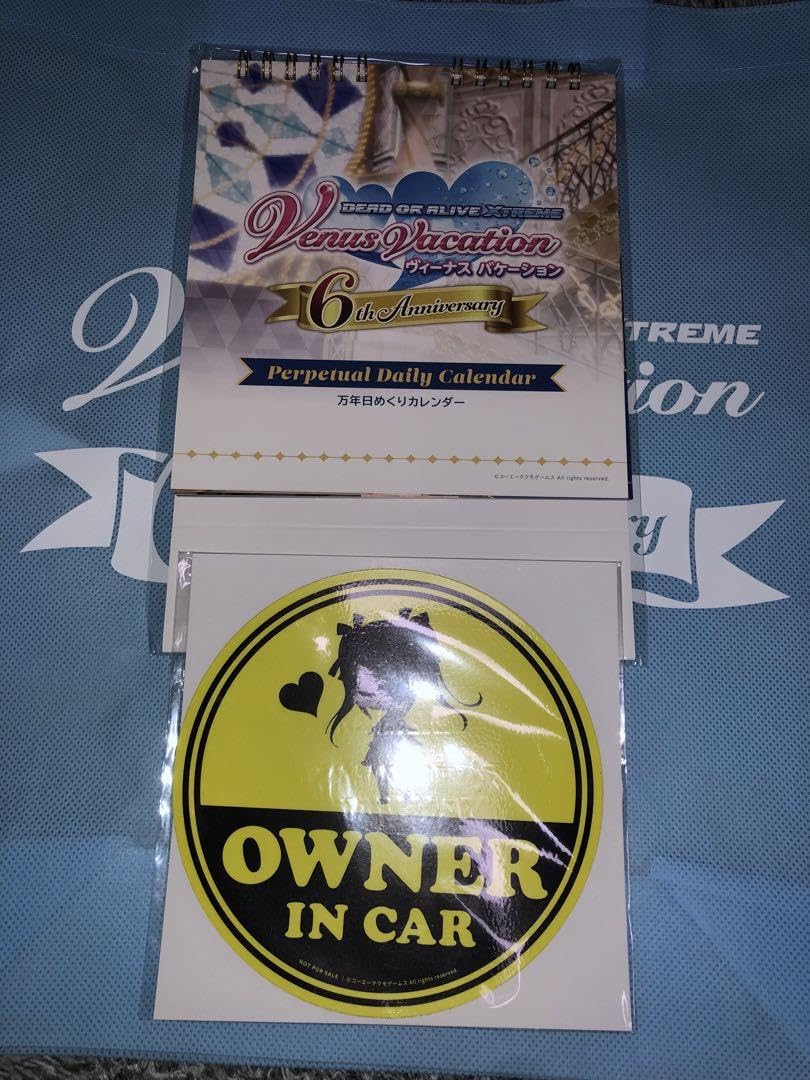 DEAD OR ALIVE XTREME
Venus Vacation
ヴィーナス バケーション
6th Anniversary
XTREME
Perpetual Daily Calendar
万年日めくりカレンダー
©コーエーテクモゲームス All rights reserved.
OWNER
IN CAR
NOT FOR SALE | ©コーエーテクモゲームス All rights reserved.